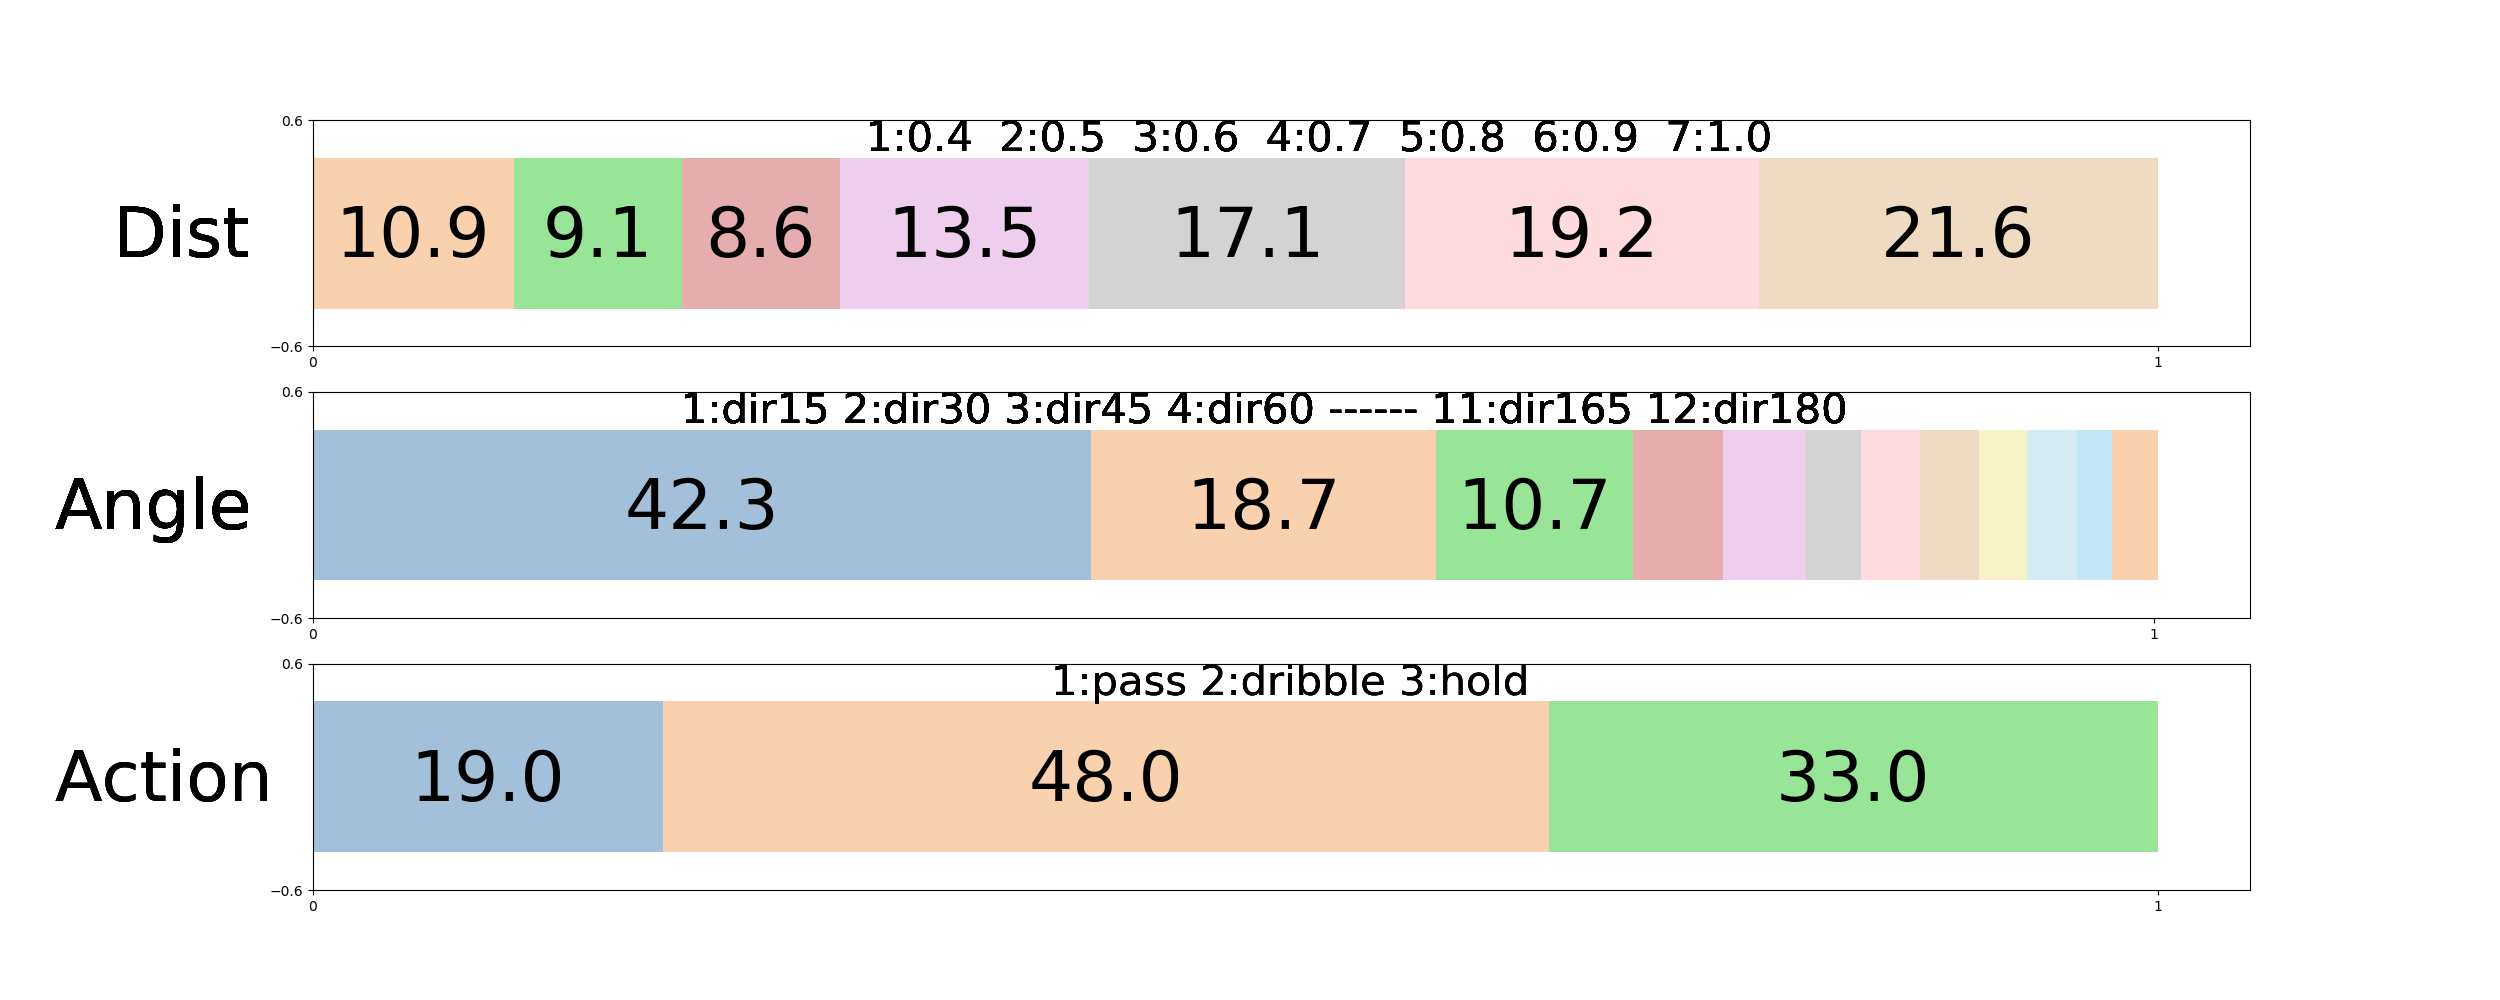 0.6
1:0.4 2:0.5 3:0.6 4:0.7 5:0.8 6:0.9 7:1.0
Dist 10.9 9.1 8.6 13.5 17.1 19.2 21.6
−0.6
0 1
0.6
1:dir15 2:dir30 3:dir45 4:dir60 ------ 11:dir165 12:dir180
Angle 42.3 18.7 10.7
−0.6
0 1
0.6
1:pass 2:dribble 3:hold
Action 19.0 48.0 33.0
−0.6
0 1